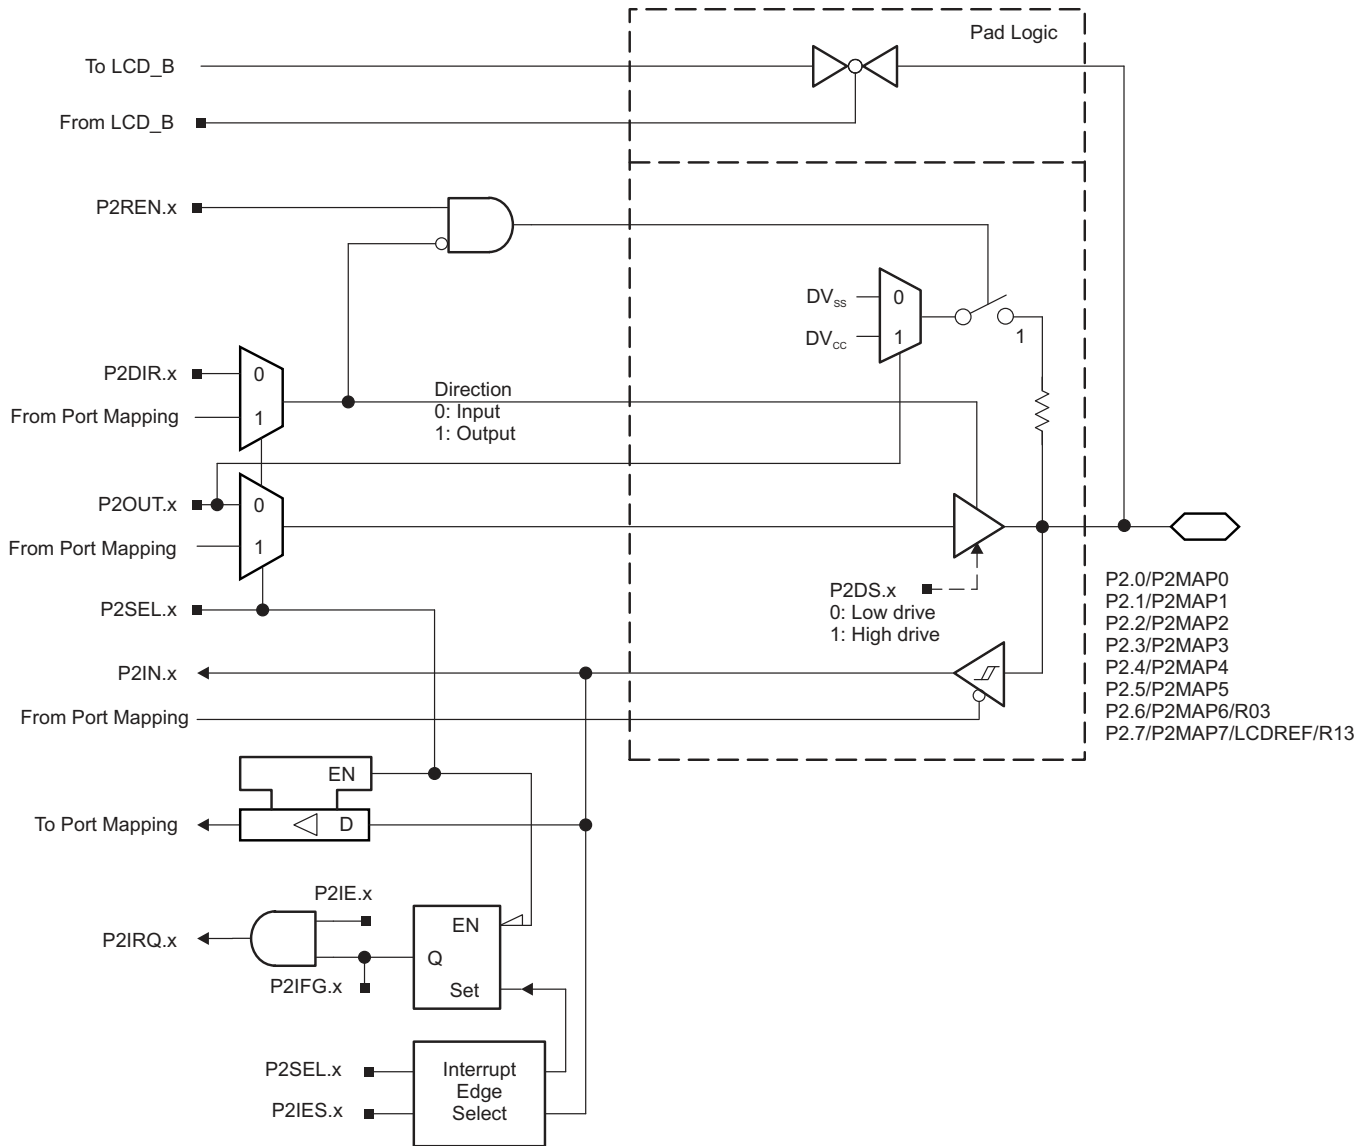 Pad Logic
To LCD_B
From LCD_B
P2REN.x
DVSS
0
DVCC
1
1
P2DIR.x
0
From Port Mapping
1
Direction
0: Input
1: Output
P2OUT.x
0
From Port Mapping
1
P2SEL.x
P2DS.x
0: Low drive
1: High drive
P2.0/P2MAP0
P2.1/P2MAP1
P2.2/P2MAP2
P2.3/P2MAP3
P2.4/P2MAP4
P2.5/P2MAP5
P2.6/P2MAP6/R03
P2.7/P2MAP7/LCDREF/R13
P2IN.x
From Port Mapping
EN
To Port Mapping
D
P2IE.x
P2IRQ.x
EN
Q
P2IFG.x
Set
P2SEL.x
P2IES.x
Interrupt
Edge
Select